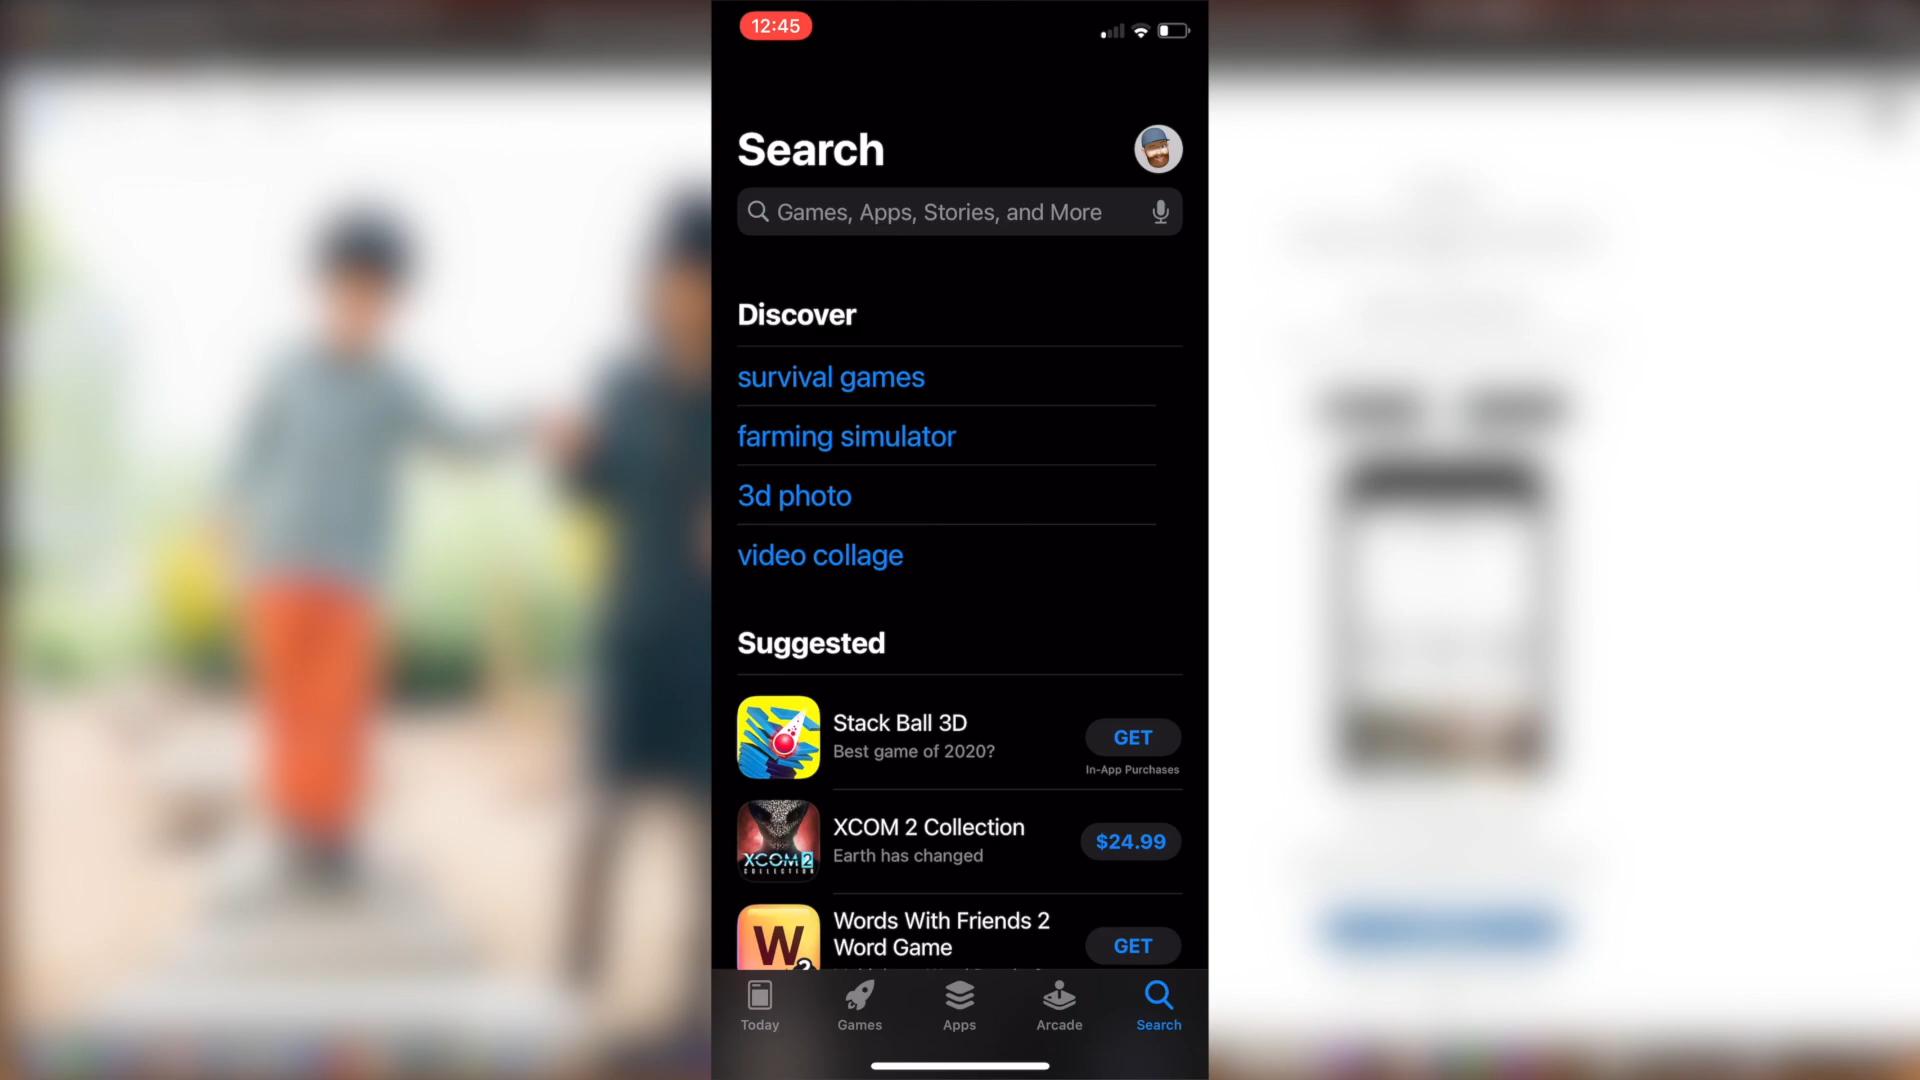 12:45
Search
Games, Apps, Stories, and More
Discover
survival games
farming simulator
3d photo
video collage
Suggested
Stack Ball 3D
Best game of 2020?
GET
In-App Purchases
XCOM 2
COLLECTION
XCOM 2 Collection
Earth has changed
$24.99
W
2
Words With Friends 2
Word Game
GET
Today
Games
Apps
Arcade
Search